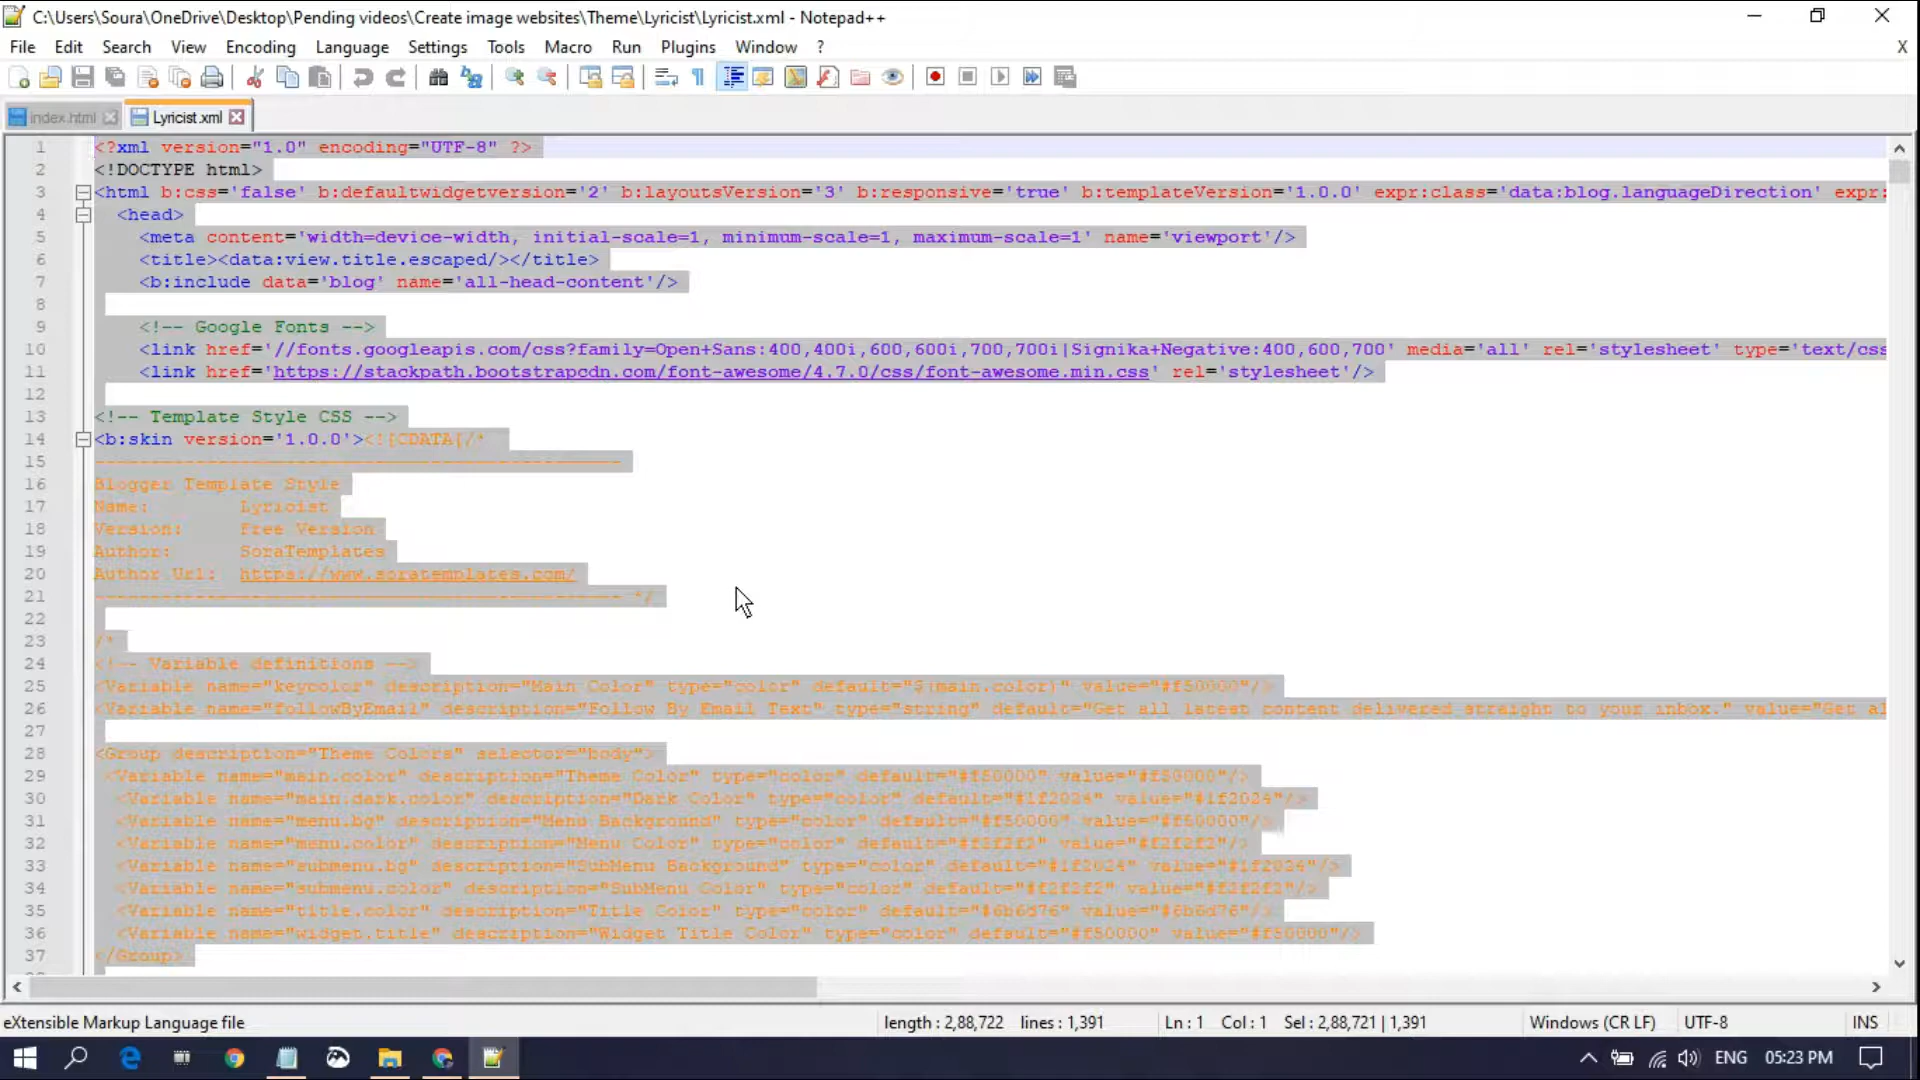 C:\Users\Soura\OneDrive\Desktop\Pending videos\Create image websites\Theme\Lyricist\Lyricist.xml - Notepad++
File Edit Search View Encoding Language Settings Tools Macro Run Plugins Window ? X
index.html Lyricist.xml
1 <?xml version="1.0" encoding="UTF-8" ?>
2 <!DOCTYPE html>
3 <html b:css='false' b:defaultwidgetversion='2' b:layoutsVersion='3' b:responsive='true' b:templateVersion='1.0.0' expr:class='data:blog.languageDirection' expr:
4 <head>
5 <meta content='width=device-width, initial-scale=1, minimum-scale=1, maximum-scale=1' name='viewport'/>
6 <title><data:view.title.escaped/></title>
7 <b:include data='blog' name='all-head-content'/>
8
9 <!-- Google Fonts -->
10 <link href='//fonts.googleapis.com/css?family=Open+Sans:400,400i,600,600i,700,700i|Signika+Negative:400,600,700' media='all' rel='stylesheet' type='text/css
11 <link href='https://stackpath.bootstrapcdn.com/font-awesome/4.7.0/css/font-awesome.min.css' rel='stylesheet'/>
12
13 <!-- Template Style CSS -->
14 <b:skin version='1.0.0'><![CDATA[/*
15 -----------------------------------------------
16 Blogger Template Style
17 Name: Lyricist
18 Version: Free Version
19 Author: SoraTemplates
20 Author Url: https://www.soratemplates.com/
21 ----------------------------------------------- */
22
23 /*
24 <!-- Variable definitions -->
25 <Variable name="keycolor" description="Main Color" type="color" default="$(main.color)" value="#f50000"/>
26 <Variable name="followByEmail" description="Follow By Email Text" type="string" default="Get all latest content delivered straight to your inbox." value="Get al
27
28 <Group description="Theme Colors" selector="body">
29 <Variable name="main.color" description="Theme Color" type="color" default="#f50000" value="#f50000"/>
30 <Variable name="main.dark.color" description="Dark Color" type="color" default="#1f2024" value="#1f2024"/>
31 <Variable name="menu.bg" description="Menu Background" type="color" default="#f50000" value="#f50000"/>
32 <Variable name="menu.color" description="Menu Color" type="color" default="#f2f2f2" value="#f2f2f2"/>
33 <Variable name="submenu.bg" description="SubMenu Background" type="color" default="#1f2024" value="#1f2024"/>
34 <Variable name="submenu.color" description="SubMenu Color" type="color" default="#f2f2f2" value="#f2f2f2"/>
35 <Variable name="title.color" description="Title Color" type="color" default="#6b6d76" value="#6b6d76"/>
36 <Variable name="widget.title" description="Widget Title Color" type="color" default="#f50000" value="#f50000"/>
37 </Group>
eXtensible Markup Language file length : 2,88,722 lines : 1,391 Ln : 1 Col : 1 Sel : 2,88,721 | 1,391 Windows (CR LF) UTF-8 INS
ENG 05:23 PM